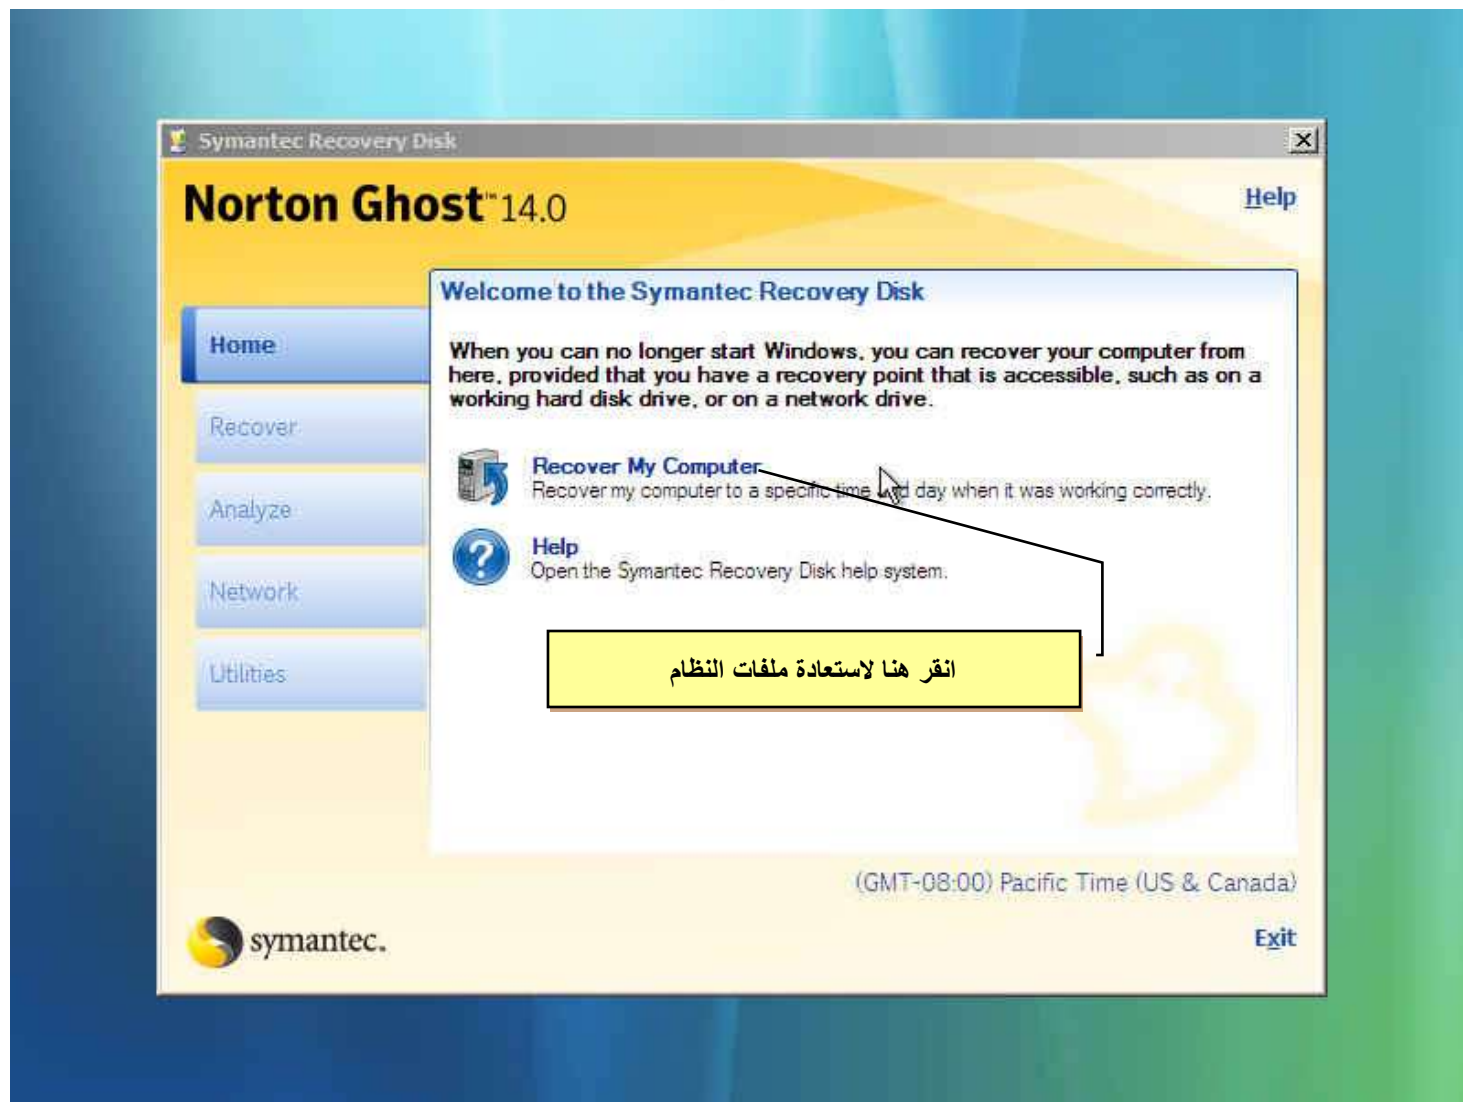 Symantec Recovery Disk
Norton Ghost™ 14.0
Help
Home
Recover
Analyze
Network
Utilities
Welcome to the Symantec Recovery Disk
When you can no longer start Windows, you can recover your computer from
here, provided that you have a recovery point that is accessible, such as on a
working hard disk drive, or on a network drive.
Recover My Computer
Recover my computer to a specific time and day when it was working correctly.
Help
Open the Symantec Recovery Disk help system.
انقر هنا لاستعادة ملفات النظام
(GMT-08:00) Pacific Time (US & Canada)
symantec.
Exit